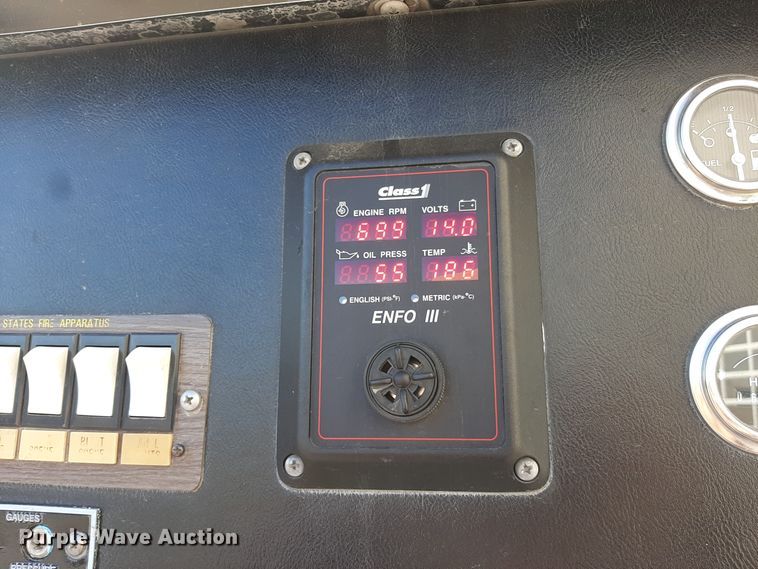 1/2
FUEL
Class1
ENGINE RPM
VOLTS
699
14.0
OIL PRESS
TEMP
55
186
ENGLISH (PSI-°F)
METRIC (kPa-°C)
ENFO III
STATES FIRE APPARATUS
GAUGES
Purple Wave Auction